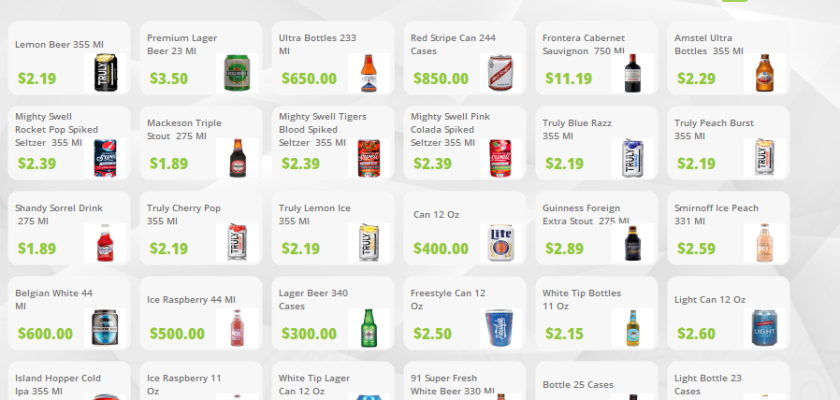 Lemon Beer 355 Ml
$2.19
Premium Lager
Beer 23 Ml
$3.50
Ultra Bottles 233
Ml
$650.00
Red Stripe Can 244
Cases
$850.00
Frontera Cabernet
Sauvignon 750 Ml
$11.19
Amstel Ultra
Bottles 355 Ml
$2.29
Mighty Swell
Rocket Pop Spiked
Seltzer 355 Ml
$2.39
Mackeson Triple
Stout 275 Ml
$1.89
Mighty Swell Tigers
Blood Spiked
Seltzer 355 Ml
$2.39
Mighty Swell Pink
Colada Spiked
Seltzer 355 Ml
$2.39
Truly Blue Razz
355 Ml
$2.19
Truly Peach Burst
355 Ml
$2.19
Shandy Sorrel Drink
275 Ml
$1.89
Truly Cherry Pop
355 Ml
$2.19
Truly Lemon Ice
355 Ml
$2.19
Can 12 Oz
$400.00
Lite
Guinness Foreign
Extra Stout 275 Ml
$2.89
Smirnoff Ice Peach
331 Ml
$2.59
Belgian White 44
Ml
$600.00
Ice Raspberry 44 Ml
$500.00
Lager Beer 340
Cases
$300.00
Freestyle Can 12
Oz
$2.50
White Tip Bottles
11 Oz
$2.15
Light Can 12 Oz
$2.60
LIGHT
Island Hopper Cold
Ipa 355 Ml
Ice Raspberry 11
Oz
White Tip Lager
Can 12 Oz
91 Super Fresh
White Beer 330 Ml
Bottle 25 Cases
Light Bottle 23
Cases
TRULY
TRULY
TRULY
TRULY
TRULY